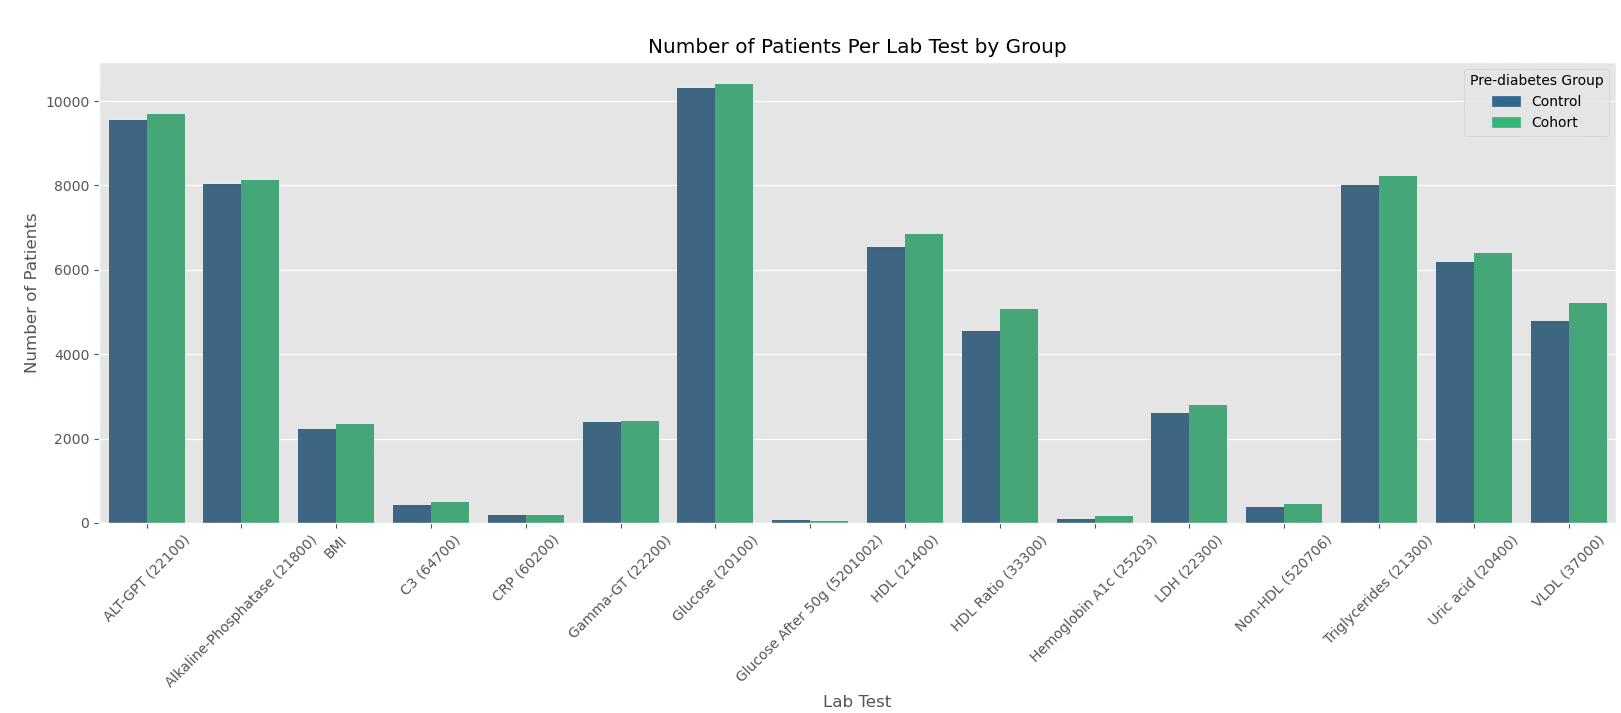 Number of Patients Per Lab Test by Group
Pre-diabetes Group
Control
Cohort
Number of Patients
10000
8000
6000
4000
2000
0
ALT-GPT (22100)
Alkaline-Phosphatase (21800)
BMI
C3 (64700)
CRP (60200)
Gamma-GT (22200)
Glucose (20100)
Glucose After 50g (5201002)
HDL (21400)
HDL Ratio (33300)
Hemoglobin A1c (25203)
LDH (22300)
Non-HDL (520706)
Triglycerides (21300)
Uric acid (20400)
VLDL (37000)
Lab Test